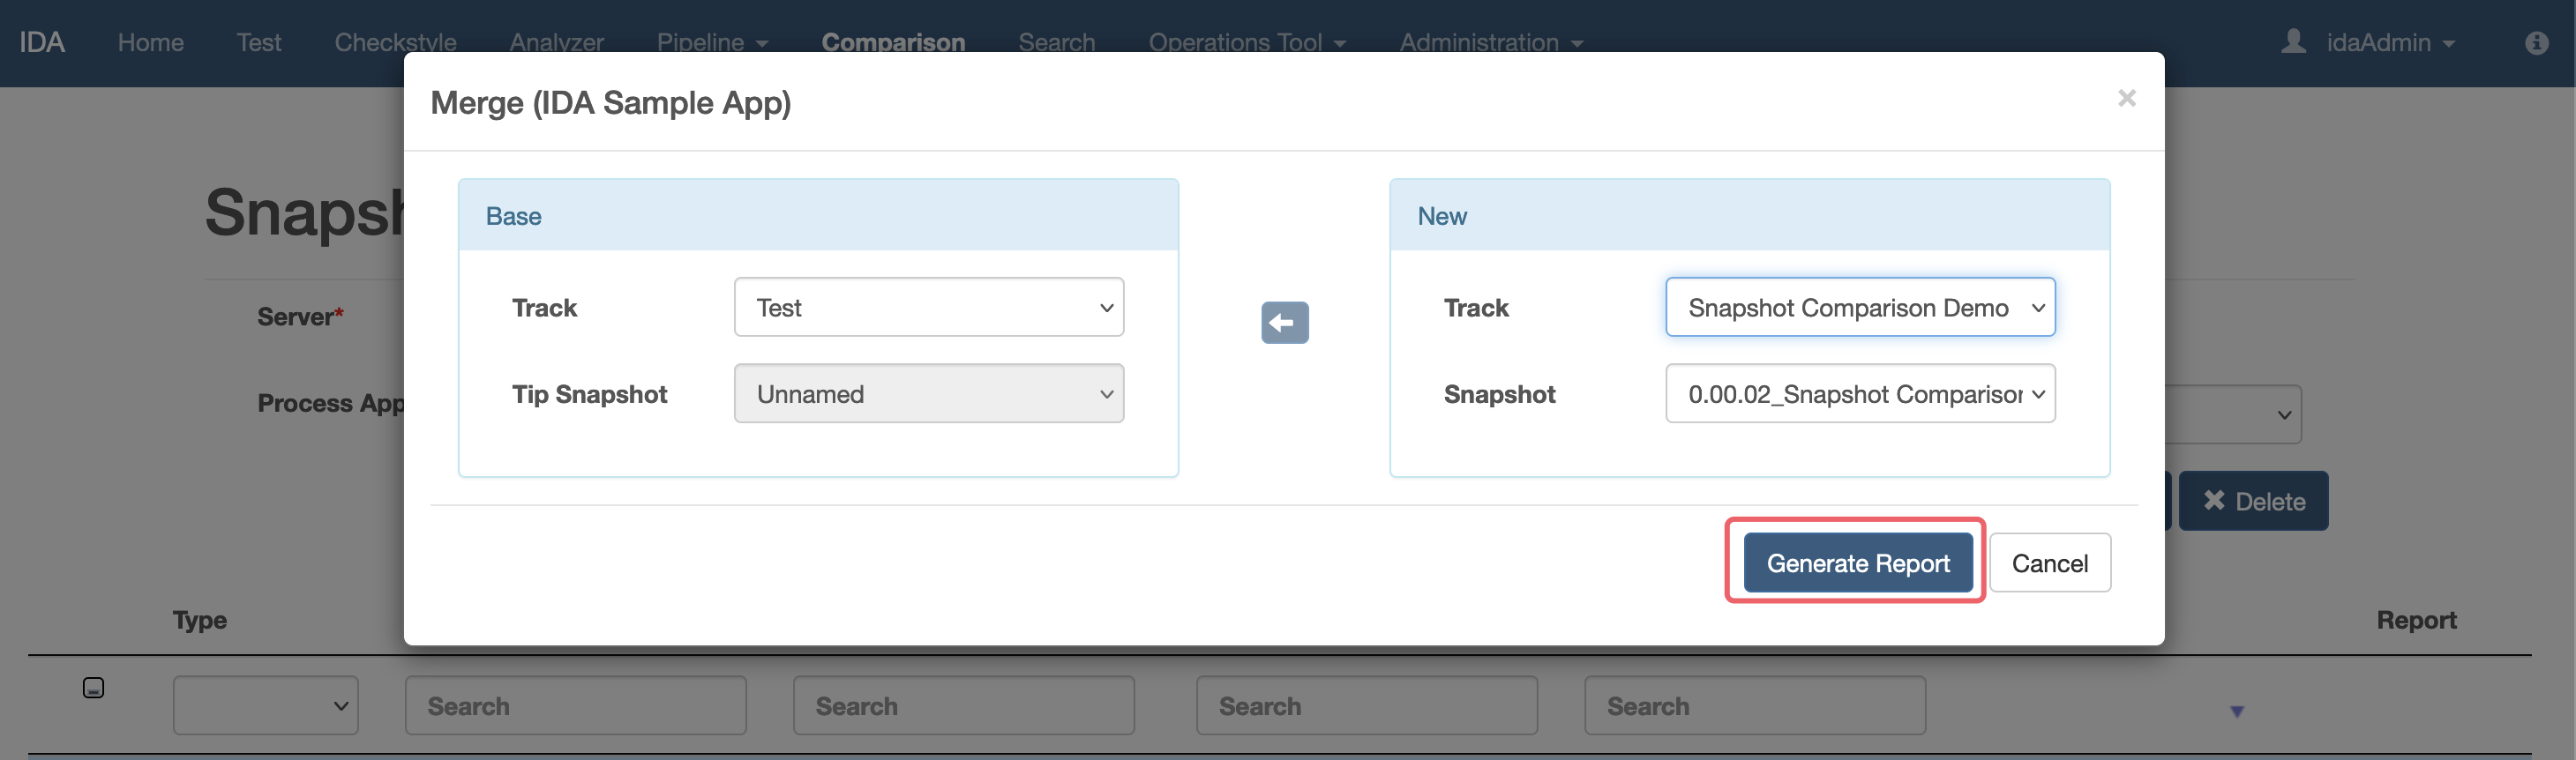 IDA Home Test Checkstyle Analyzer Pipeline Comparison Search Operations Tool Administration idaAdmin
Merge (IDA Sample App) ×
Snapsh
Base
New
Server*
Track Test
Track Snapshot Comparison Demo
Process App
Tip Snapshot Unnamed
Snapshot 0.00.02_Snapshot Comparison
Delete
Generate Report Cancel
Type Report
Search Search Search Search